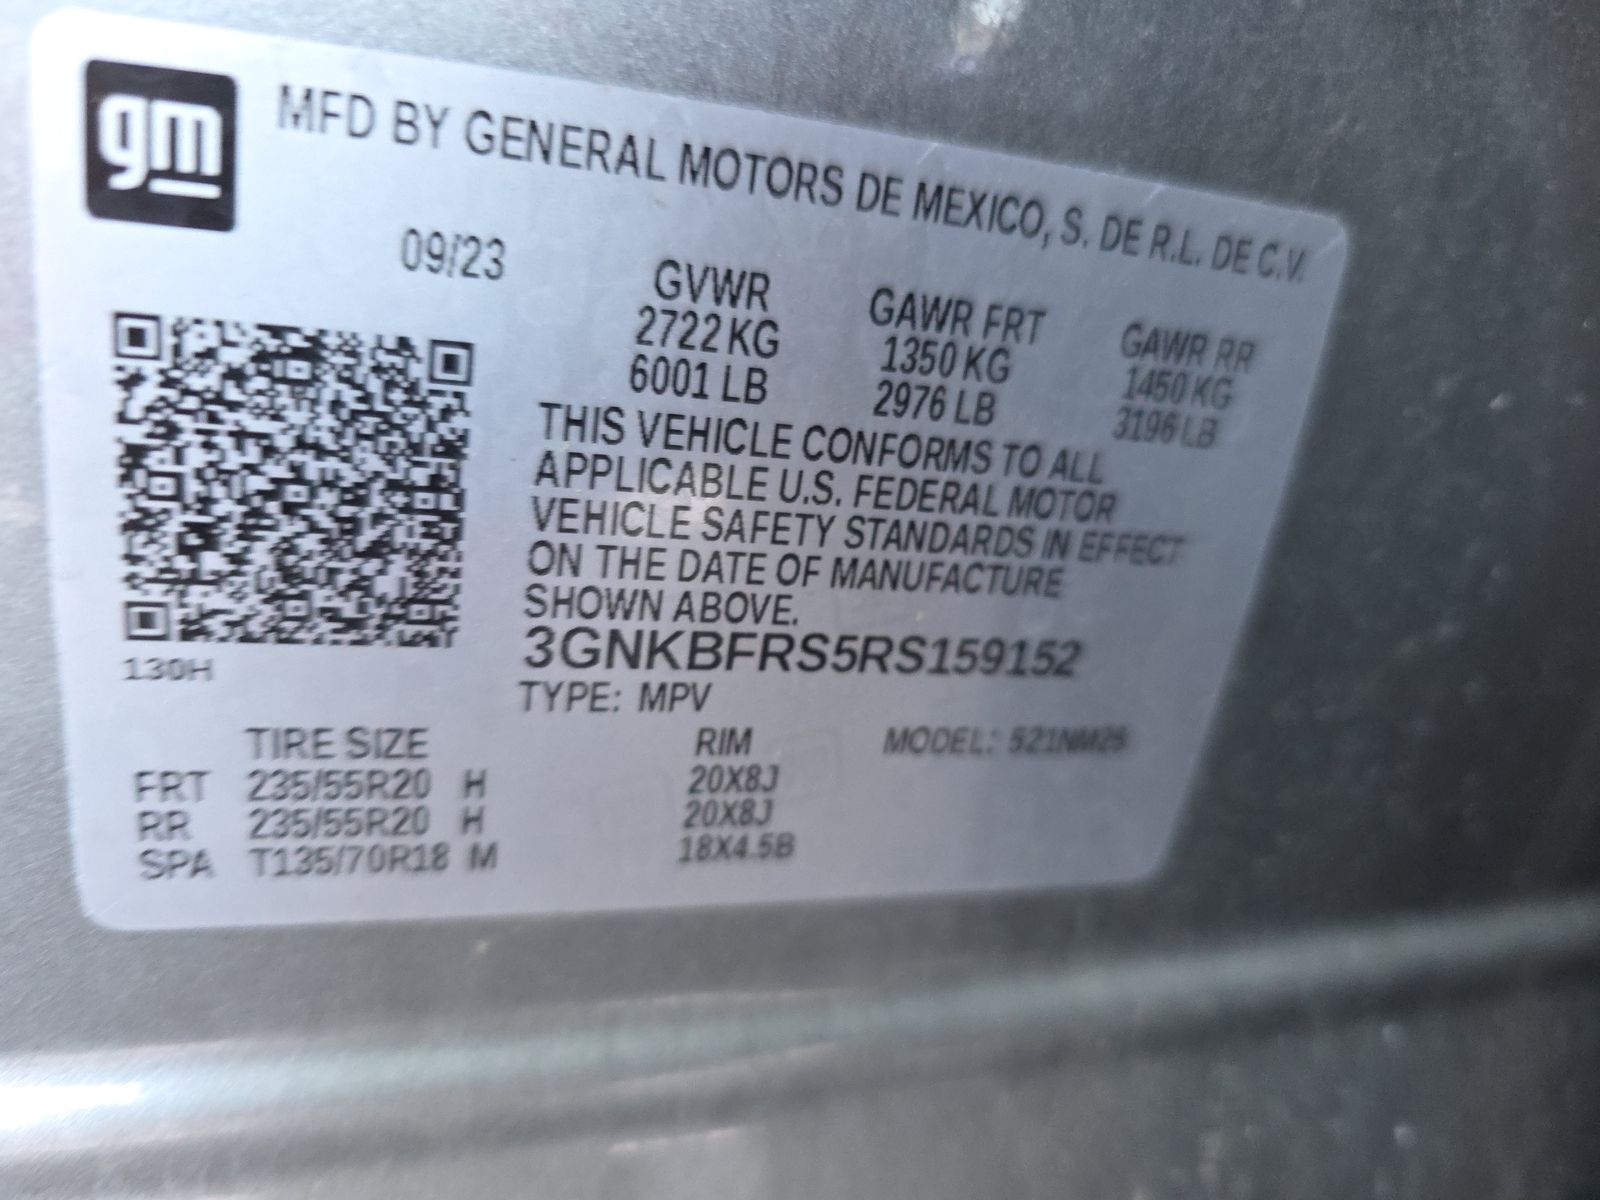 gm
MFD BY GENERAL MOTORS DE MEXICO, S. DE R.L. DE C.V.
09/23
GVWR GAWR FRT GAWR RR
2722 KG 1350 KG 1450 KG
6001 LB 2976 LB 3196 LB
THIS VEHICLE CONFORMS TO ALL
APPLICABLE U.S. FEDERAL MOTOR
VEHICLE SAFETY STANDARDS IN EFFECT
ON THE DATE OF MANUFACTURE
SHOWN ABOVE.
3GNKBFRS5RS159152
130H
TYPE: MPV
TIRE SIZE RIM MODEL: 521NM26
FRT 235/55R20 H 20X8J
RR 235/55R20 H 20X8J
SPA T135/70R18 M 18X4.5B